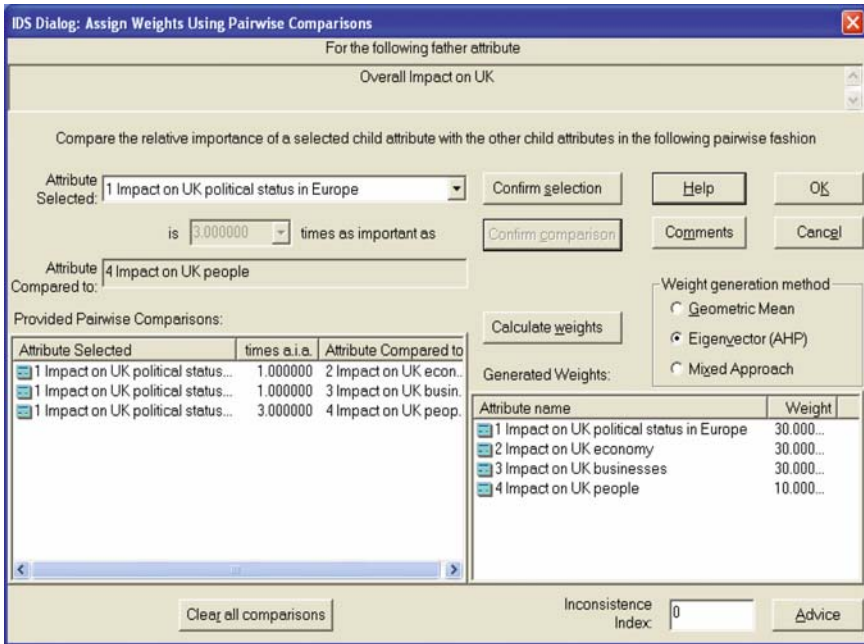 IDS Dialog: Assign Weights Using Pairwise Comparisons
For the following father attribute
Overall Impact on UK
Compare the relative importance of a selected child attribute with the other child attributes in the following pairwise fashion
Attribute Selected: 1 Impact on UK political status in Europe
Confirm selection
Help
OK
is 3.000000 times as important as
Confirm comparison
Comments
Cancel
Attribute Compared to: 4 Impact on UK people
Weight generation method
Geometric Mean
Eigenvector (AHP)
Mixed Approach
Calculate weights
Provided Pairwise Comparisons:
Attribute Selected times a.i.a. Attribute Compared to
1 Impact on UK political status... 1.000000 2 Impact on UK econ..
1 Impact on UK political status... 1.000000 3 Impact on UK busin.
1 Impact on UK political status... 3.000000 4 Impact on UK peop.
Generated Weights:
Attribute name Weight
1 Impact on UK political status in Europe 30.000...
2 Impact on UK economy 30.000...
3 Impact on UK businesses 30.000...
4 Impact on UK people 10.000...
Clear all comparisons
Inconsistence Index: 0
Advice